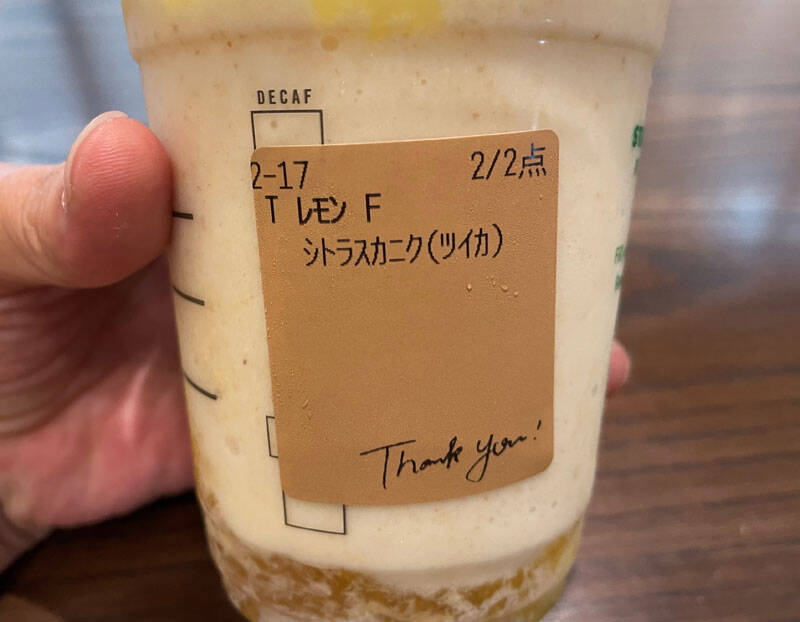 DECAF
2-17 2/2点
T レモン F
シトラスカニク(ツイカ)
Thank you!